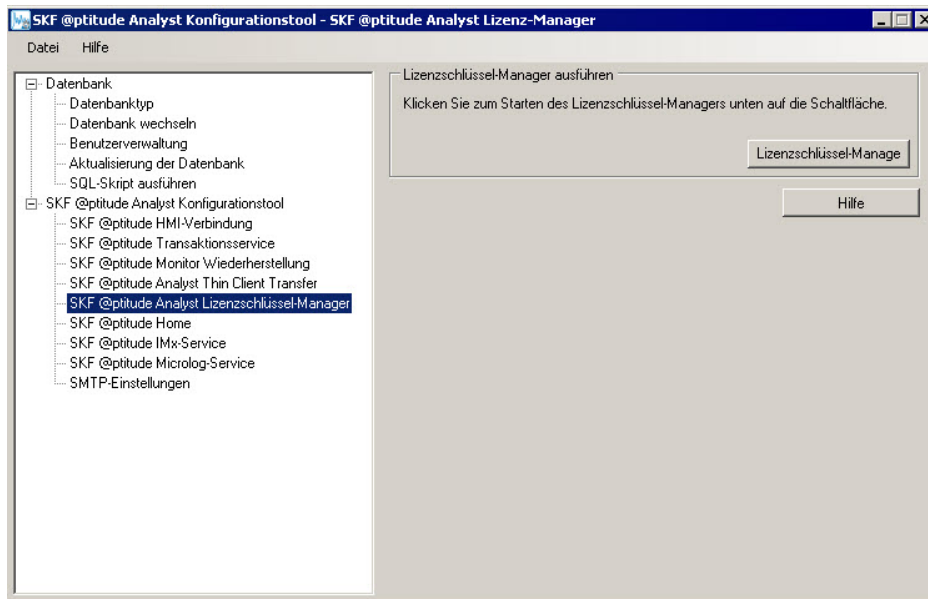 SKF @ptitude Analyst Konfigurationstool - SKF @ptitude Analyst Lizenz-Manager
Datei Hilfe
Datenbank
Datenbanktyp
Datenbank wechseln
Benutzerverwaltung
Aktualisierung der Datenbank
SQL-Skript ausführen
SKF @ptitude Analyst Konfigurationstool
SKF @ptitude HMI-Verbindung
SKF @ptitude Transaktionsservice
SKF @ptitude Monitor Wiederherstellung
SKF @ptitude Analyst Thin Client Transfer
SKF @ptitude Analyst Lizenzschlüssel-Manager
SKF @ptitude Home
SKF @ptitude IMx-Service
SKF @ptitude Microlog-Service
SMTP-Einstellungen
Lizenzschlüssel-Manager ausführen
Klicken Sie zum Starten des Lizenzschlüssel-Managers unten auf die Schaltfläche.
Lizenzschlüssel-Manage
Hilfe